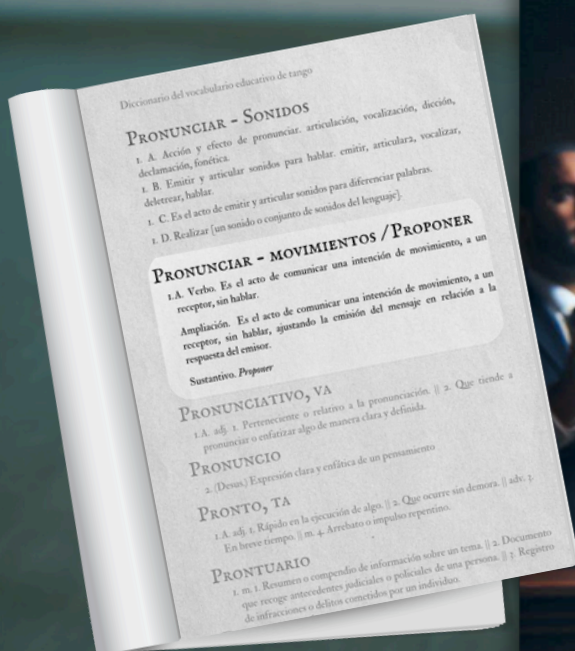 Diccionario del vocabulario educativo de tango
Pronunciar - Sonidos
1. A. Acción y efecto de pronunciar. articulación, vocalización, dicción,
declamación, fonética.
1. B. Emitir y articular sonidos para hablar. emitir, articulara, vocalizar,
deletrear, hablar.
1. C. Es el acto de emitir y articular sonidos para diferenciar palabras.
1. D. Realizar [un sonido o conjunto de sonidos del lenguaje].
Pronunciar - movimientos / Proponer
1.A. Verbo. Es el acto de comunicar una intención de movimiento, a un
receptor, sin hablar.
Ampliación. Es el acto de comunicar una intención de movimiento, a un
receptor, sin hablar, ajustando la emisión del mensaje en relación a la
respuesta del emisor.
Sustantivo. Proponer
Pronunciativo, va
1.A. adj. 1. Perteneciente o relativo a la pronunciación. || 2. Que tiende a
pronunciar o enfatizar algo de manera clara y definida.
Pronuncio
2. (Desus.) Expresión clara y enfática de un pensamiento
Pronto, ta
1.A. adj. 1. Rápido en la ejecución de algo. || 2. Que ocurre sin demora. || adv. 3.
En breve tiempo. || m. 4. Arrebato o impulso repentino.
Prontuario
1. m. 1. Resumen o compendio de información sobre un tema. || 2. Documento
que recoge antecedentes judiciales o policiales de una persona. || 3. Registro
de infracciones o delitos cometidos por un individuo.